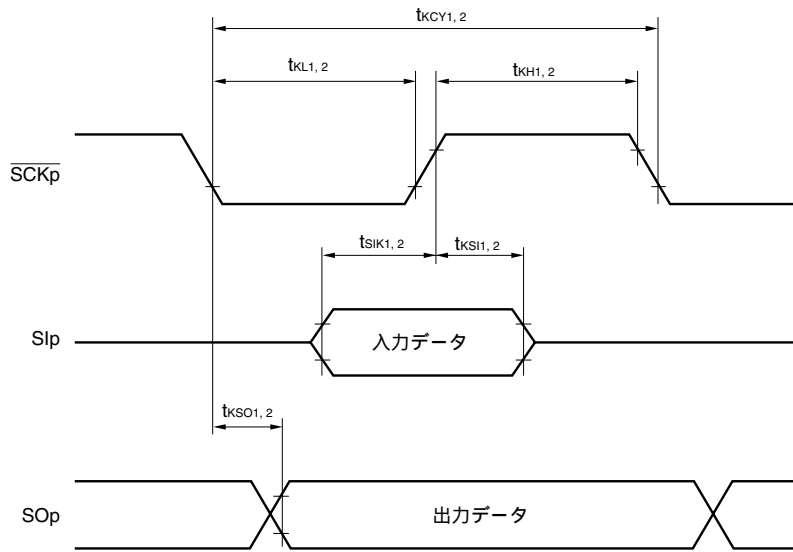 tKCY1, 2
tKL1, 2
tKH1, 2
SCKp
tSIK1, 2
tKSI1, 2
SIp
入力データ
tKSO1, 2
SOp
出力データ